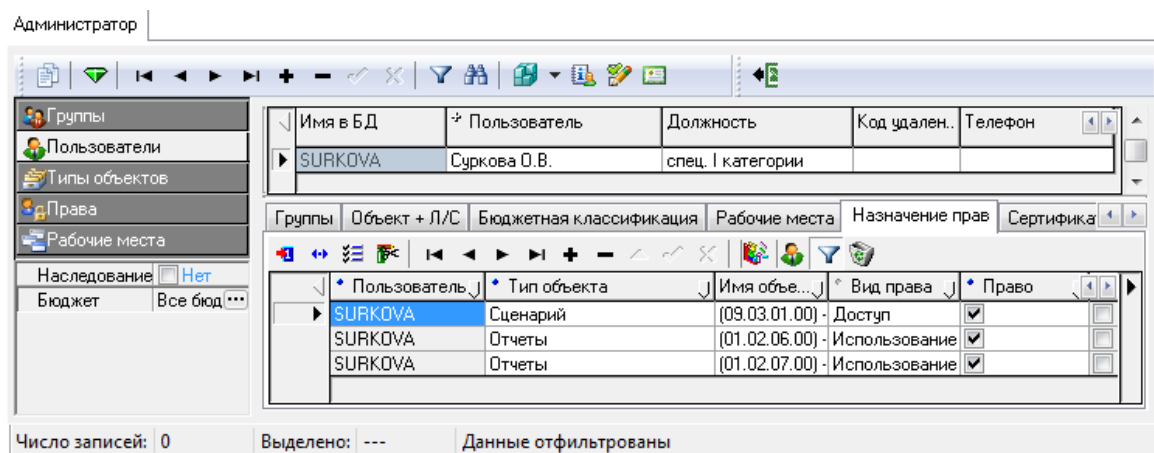 Администратор
Группы
Пользователи
Типы объектов
Права
Рабочие места
Наследование Нет
Бюджет Все бюд
Имя в БД Пользователь Должность Код удален.. Телефон
SURKOVA Суркова О.В. спец. I категории
Группы Объект + Л/С Бюджетная классификация Рабочие места Назначение прав Сертифика
Пользователь Тип объекта Имя объе... Вид права Право
SURKOVA Сценарий (09.03.01.00) - Доступ
SURKOVA Отчеты (01.02.06.00) - Использование
SURKOVA Отчеты (01.02.07.00) - Использование
Число записей: 0 Выделено: --- Данные отфильтрованы